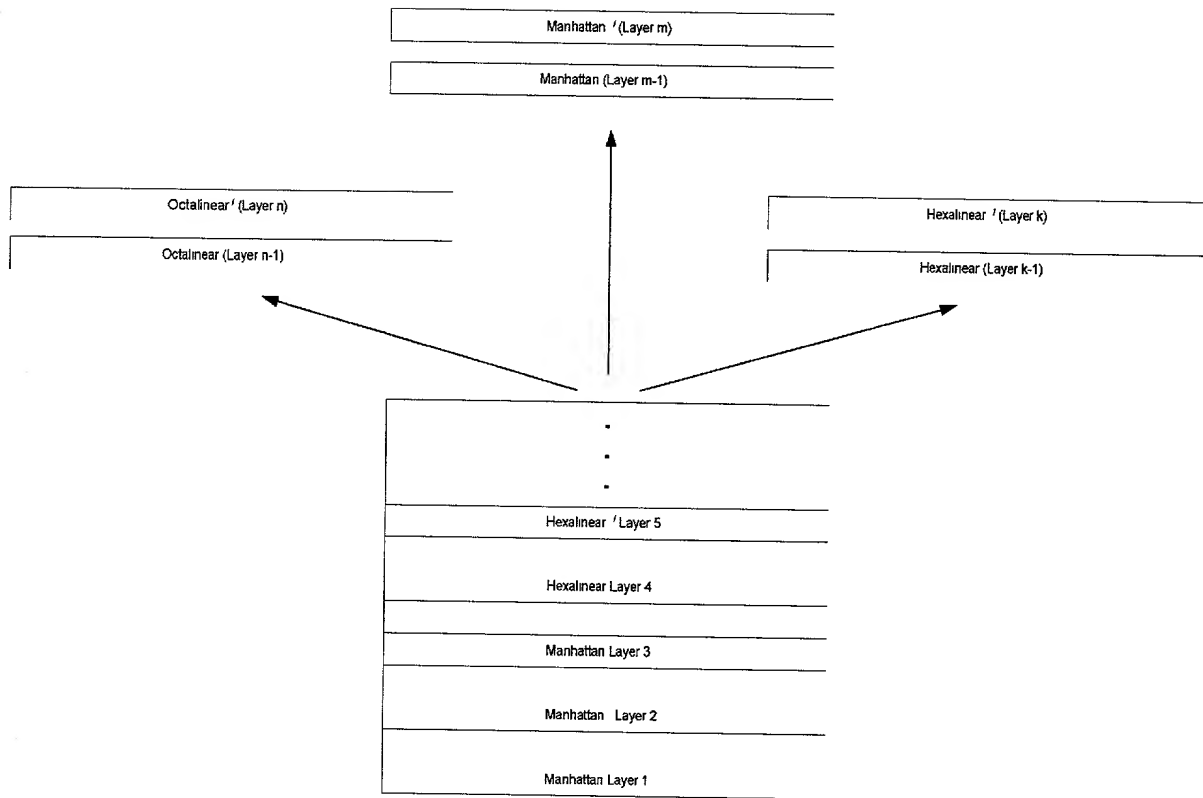 Manhattan ' (Layer m)
Manhattan (Layer m-1)
Octalinear ' (Layer n)
Octalinear (Layer n-1)
Hexalinear ' (Layer k)
Hexalinear (Layer k-1)
Hexalinear ' Layer 5
Hexalinear Layer 4
Manhattan Layer 3
Manhattan Layer 2
Manhattan Layer 1